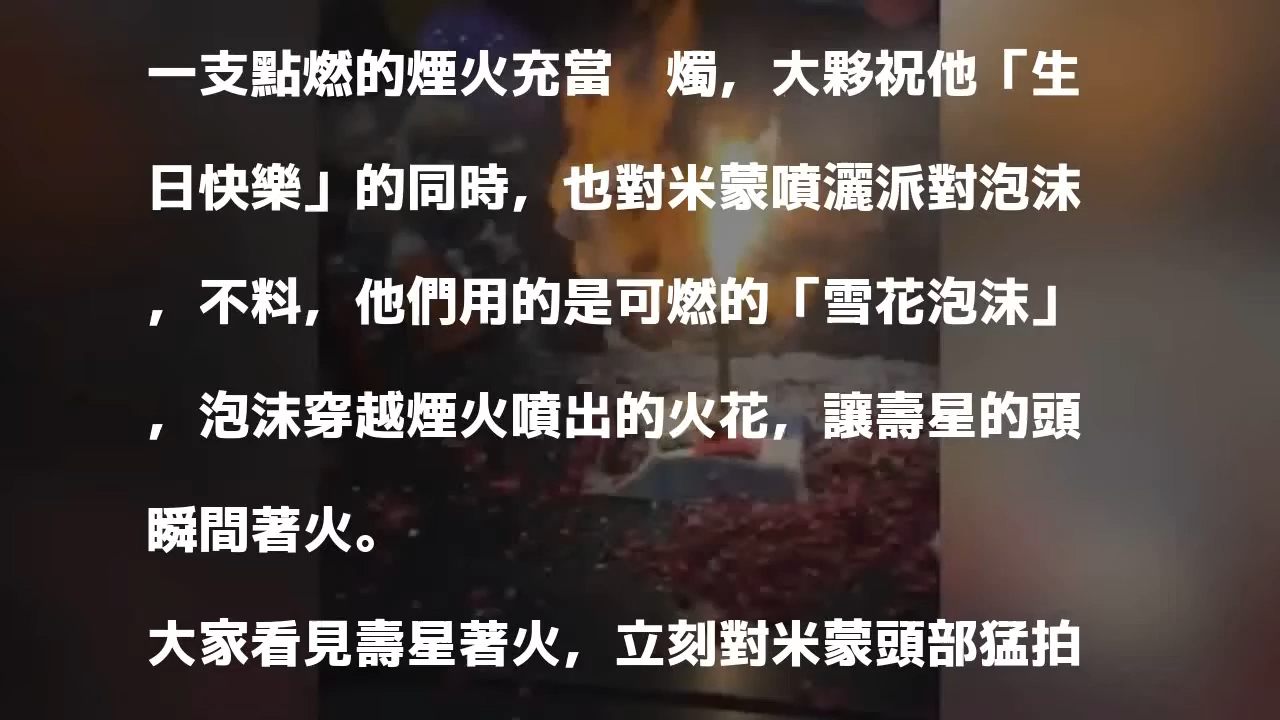 一支點燃的煙火充當　燭，大夥祝他「生
日快樂」的同時，也對米蒙噴灑派對泡沫
，不料，他們用的是可燃的「雪花泡沫」
，泡沫穿越煙火噴出的火花，讓壽星的頭
瞬間著火。
大家看見壽星著火，立刻對米蒙頭部猛拍